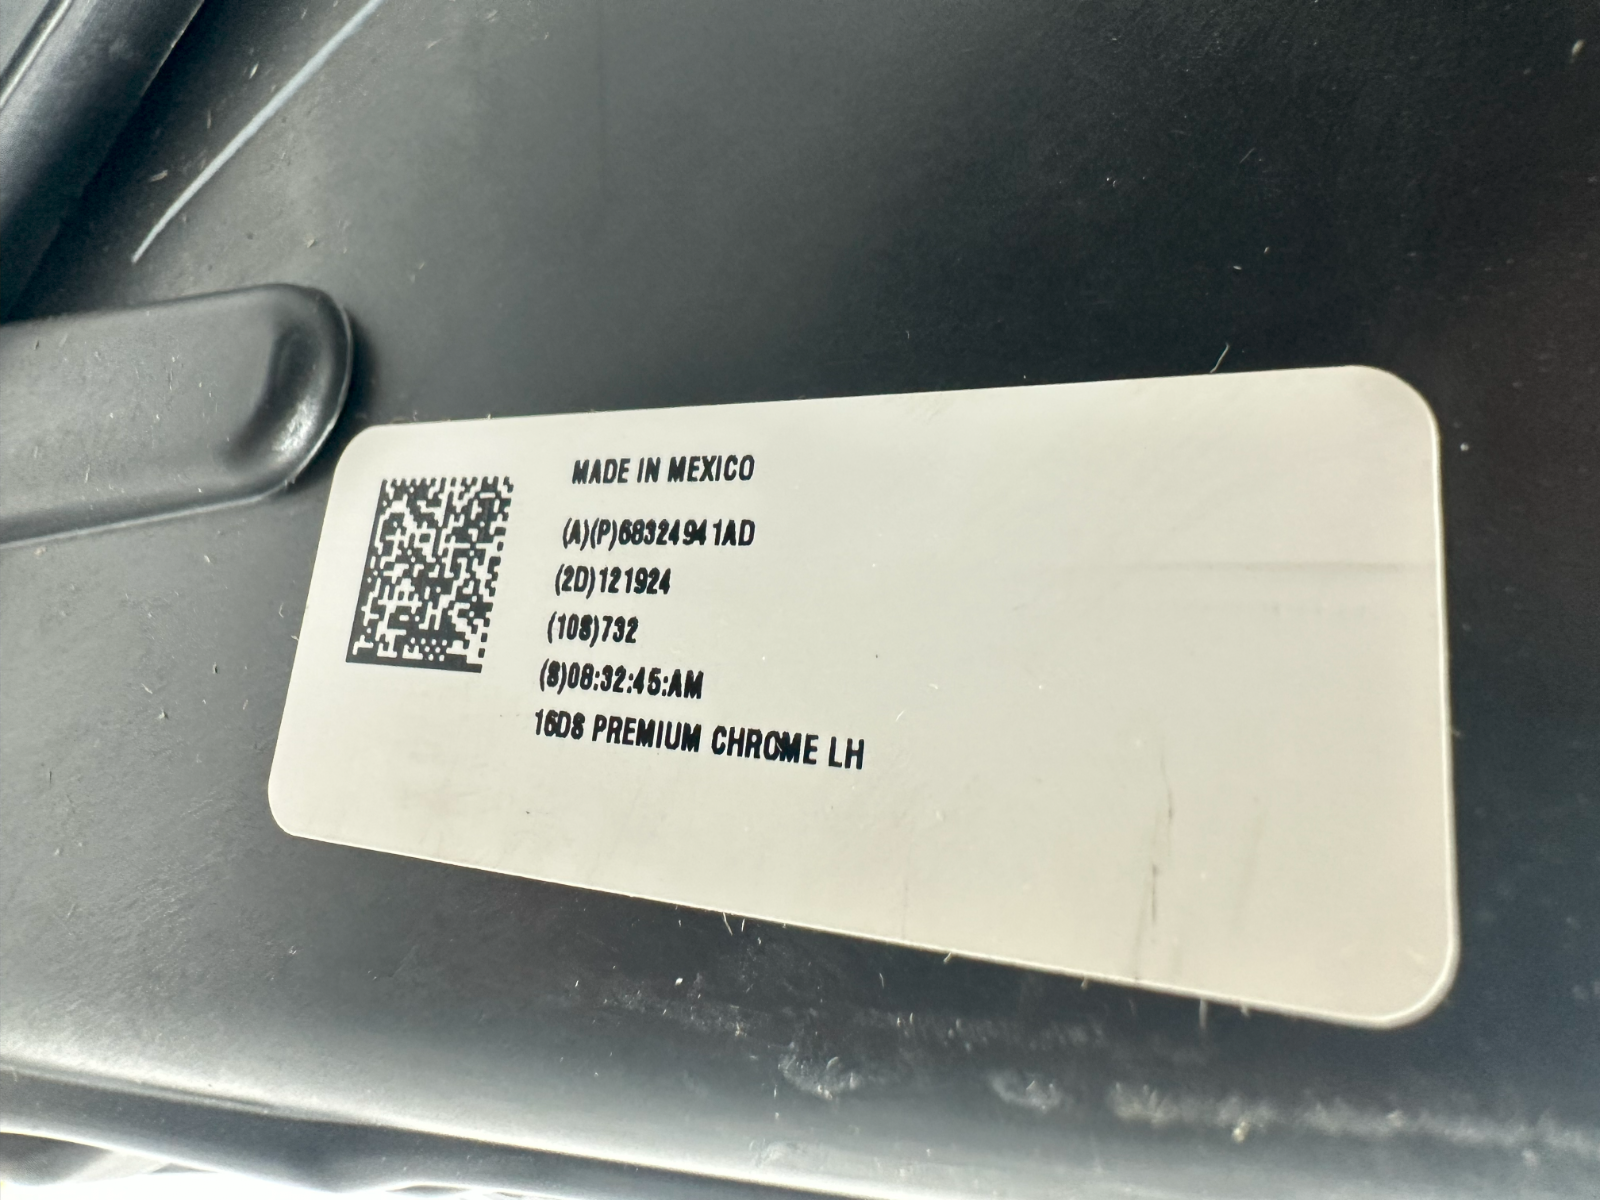 MADE IN MEXICO
(A)(P)68324941AD
(2D)121924
(10S)732
(S)08:32:45:AM
16DS PREMIUM CHROME LH